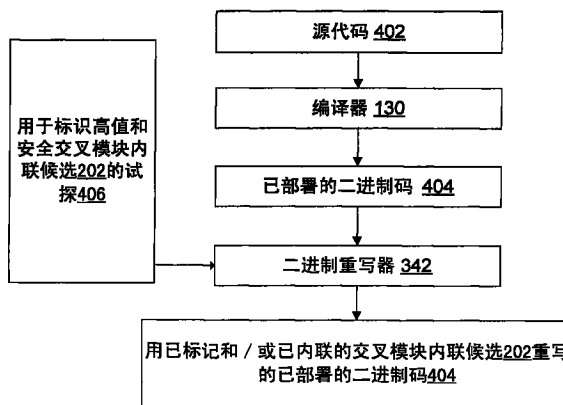 源代码 402
编译器 130
用于标识高值和
安全交叉模块内
联候选202的试
探406
已部署的二进制码 404
二进制重写器 342
用已标记和 / 或已内联的交叉模块内联候选202重写
的已部署的二进制码404